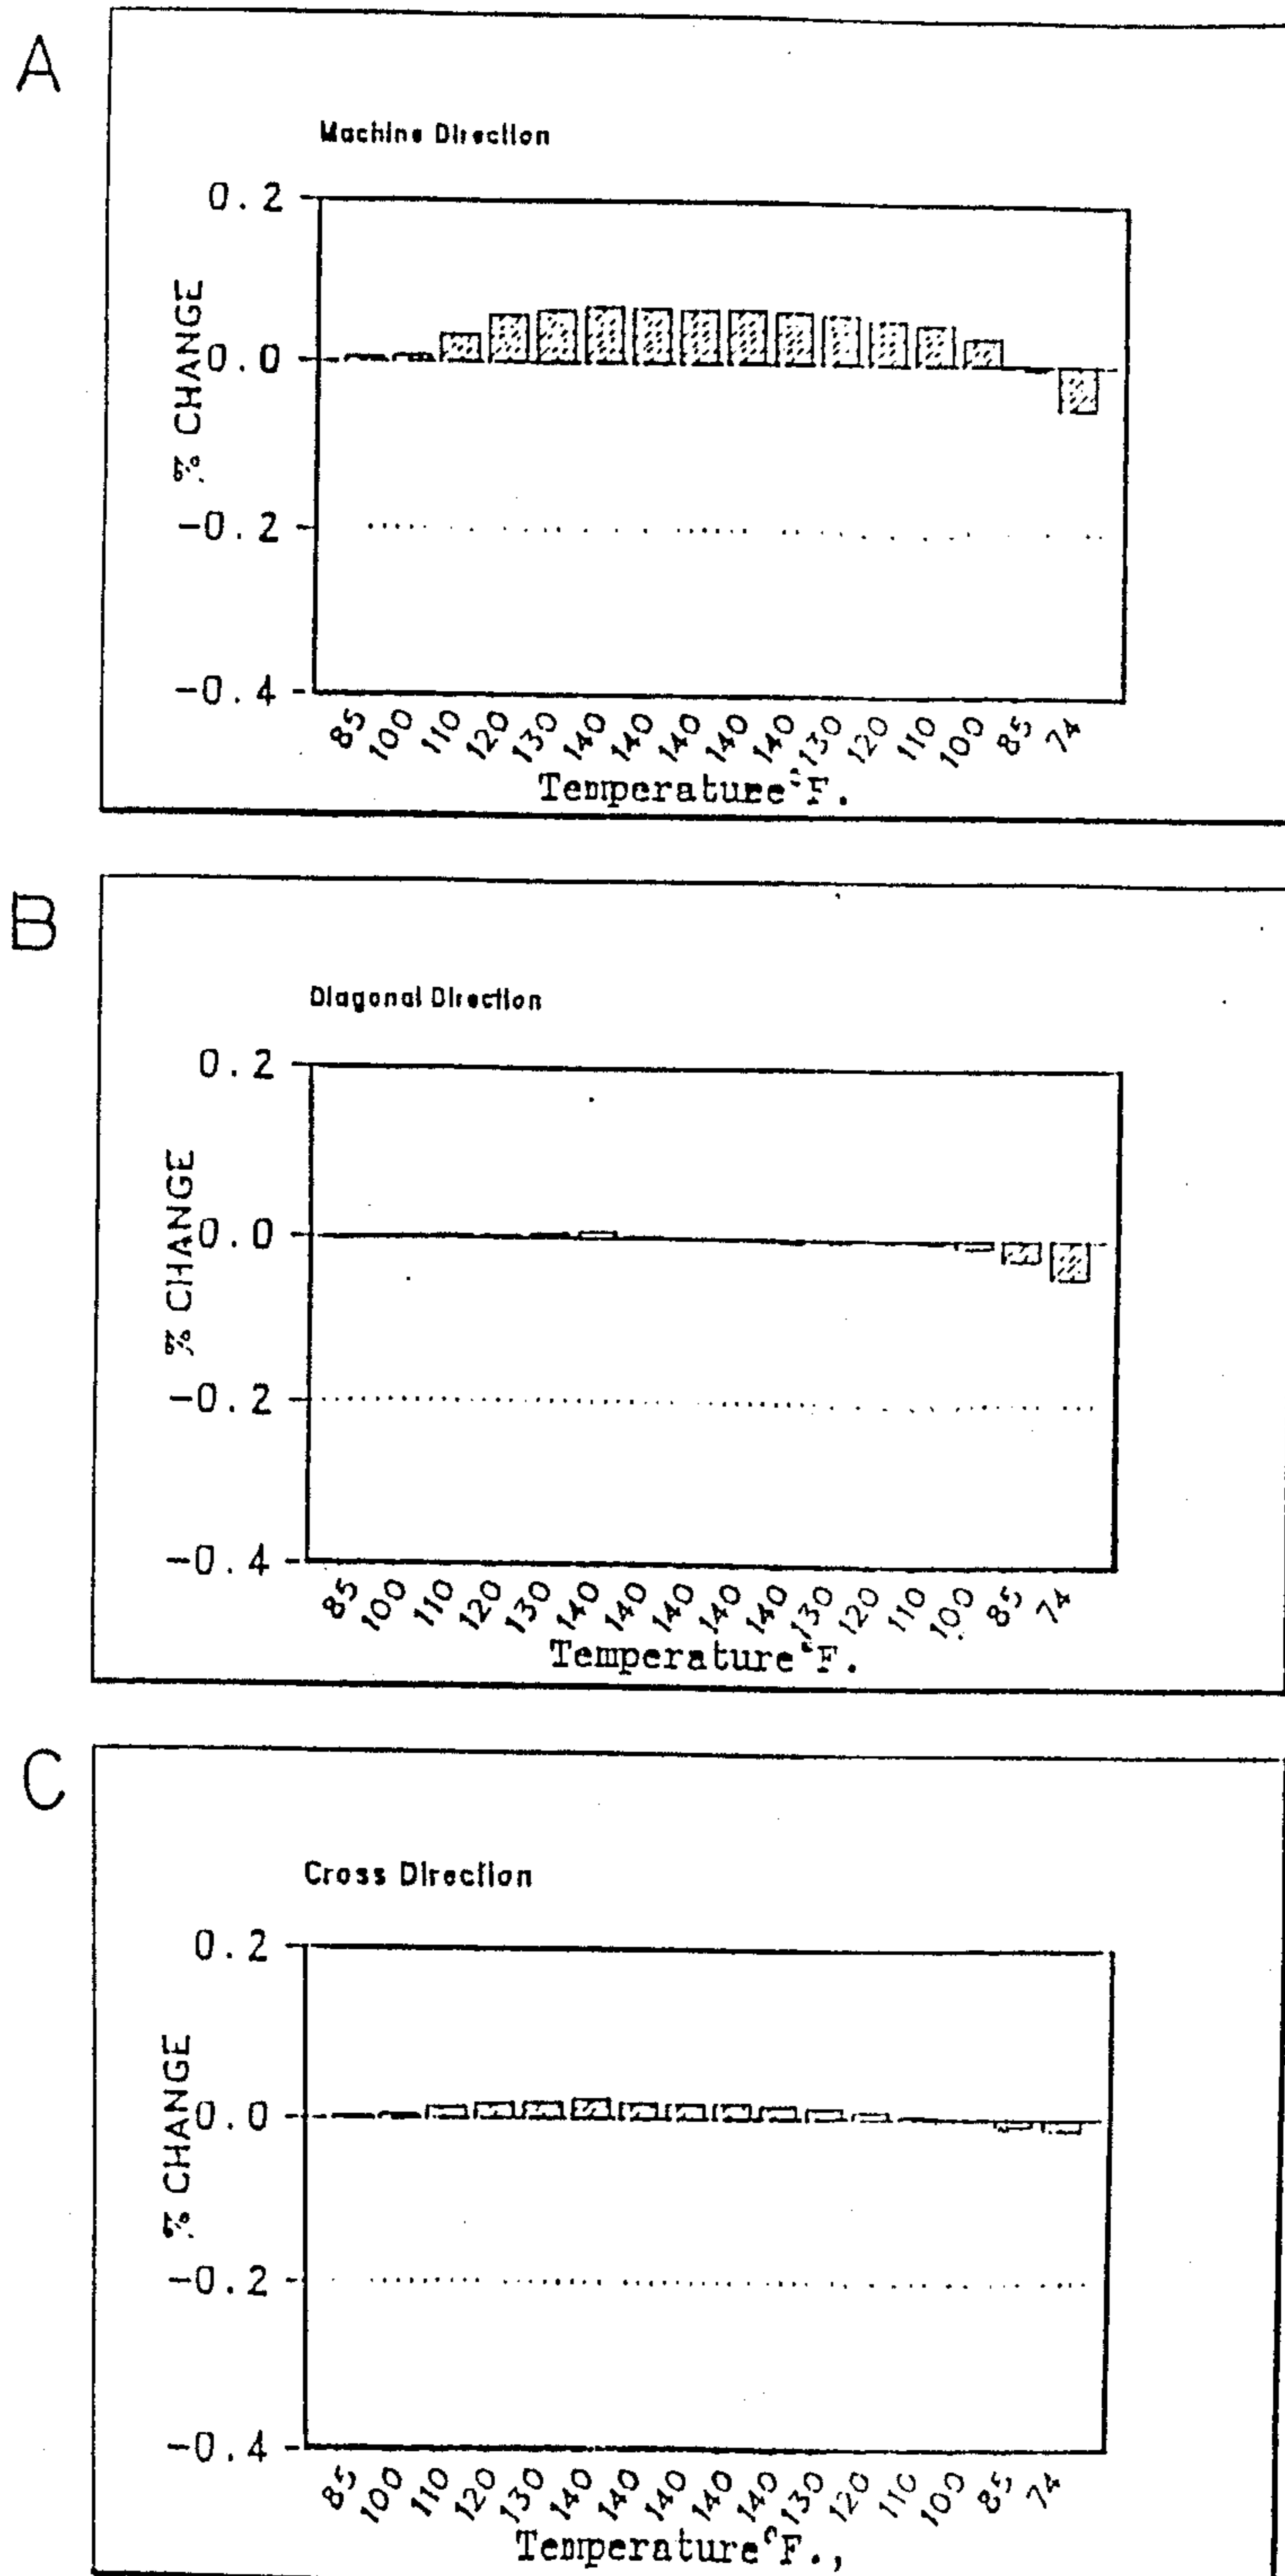 A
Machine Direction
0.2
0.0
-0.2
-0.4
% CHANGE
85 100 110 120 130 140 140 140 140 140 130 120 110 100 85 74
Temperature°F.
B
Diagonal Direction
0.2
0.0
-0.2
-0.4
% CHANGE
85 100 110 120 130 140 140 140 140 140 130 120 110 100 85 74
Temperature°F.
C
Cross Direction
0.2
0.0
-0.2
-0.4
% CHANGE
85 100 110 120 130 140 140 140 140 140 130 120 110 100 85 74
Temperature°F.,